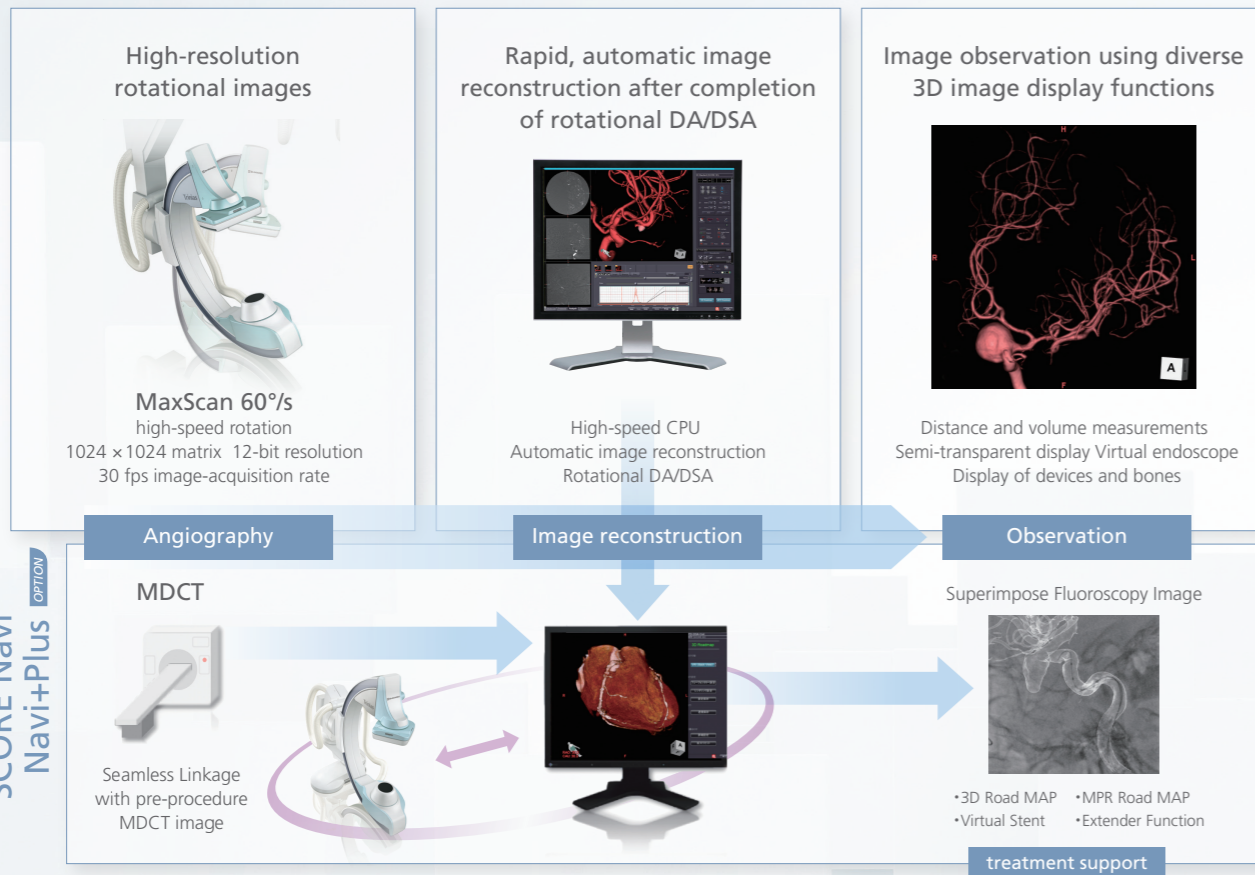 High-resolution
rotational images
MaxScan 60°/s
high-speed rotation
1024 × 1024 matrix 12-bit resolution
30 fps image-acquisition rate
Angiography
Rapid, automatic image
reconstruction after completion
of rotational DA/DSA
High-speed CPU
Automatic image reconstruction
Rotational DA/DSA
Image reconstruction
Image observation using diverse
3D image display functions
H
R
L
A
F
Distance and volume measurements
Semi-transparent display Virtual endoscope
Display of devices and bones
Observation
SCORE Navi
Navi+Plus OPTION
MDCT
Seamless Linkage
with pre-procedure
MDCT image
Superimpose Fluoroscopy Image
•3D Road MAP •MPR Road MAP
•Virtual Stent •Extender Function
treatment support